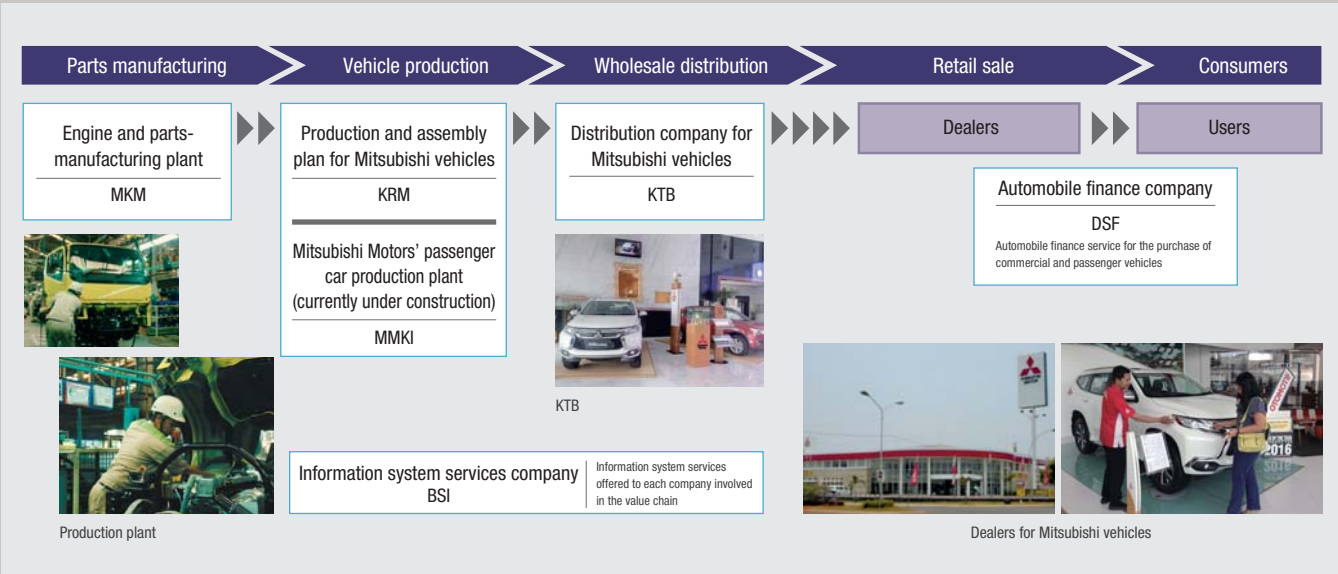 Parts manufacturing
Vehicle production
Wholesale distribution
Retail sale
Consumers
Engine and parts-
manufacturing plant
MKM
Production and assembly
plan for Mitsubishi vehicles
KRM
Mitsubishi Motors' passenger
car production plant
(currently under construction)
MMKI
Distribution company for
Mitsubishi vehicles
KTB
Dealers
Users
Automobile finance company
DSF
Automobile finance service for the purchase of
commercial and passenger vehicles
KTB
Information system services company
BSI
Information system services
offered to each company involved
in the value chain
Production plant
OTOMOTIF
2016
Dealers for Mitsubishi vehicles